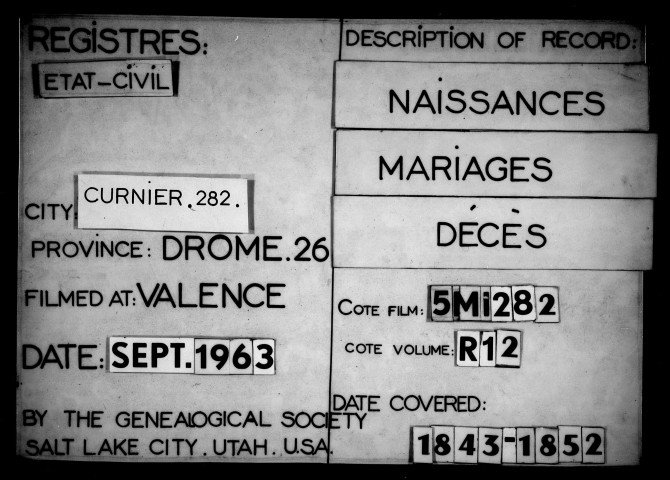 REGISTRES:
ETAT-CIVIL
CITY: CURNIER.282.
PROVINCE: DROME.26
FILMED AT: VALENCE
DATE: SEPT.1963
BY THE GENEALOGICAL SOCIETY
SALT LAKE CITY. UTAH. U.S.A.
DESCRIPTION OF RECORD:
NAISSANCES
MARIAGES
DÉCÈS
COTE FILM: 5Mi282
COTE VOLUME: R12
DATE COVERED:
1843-1852